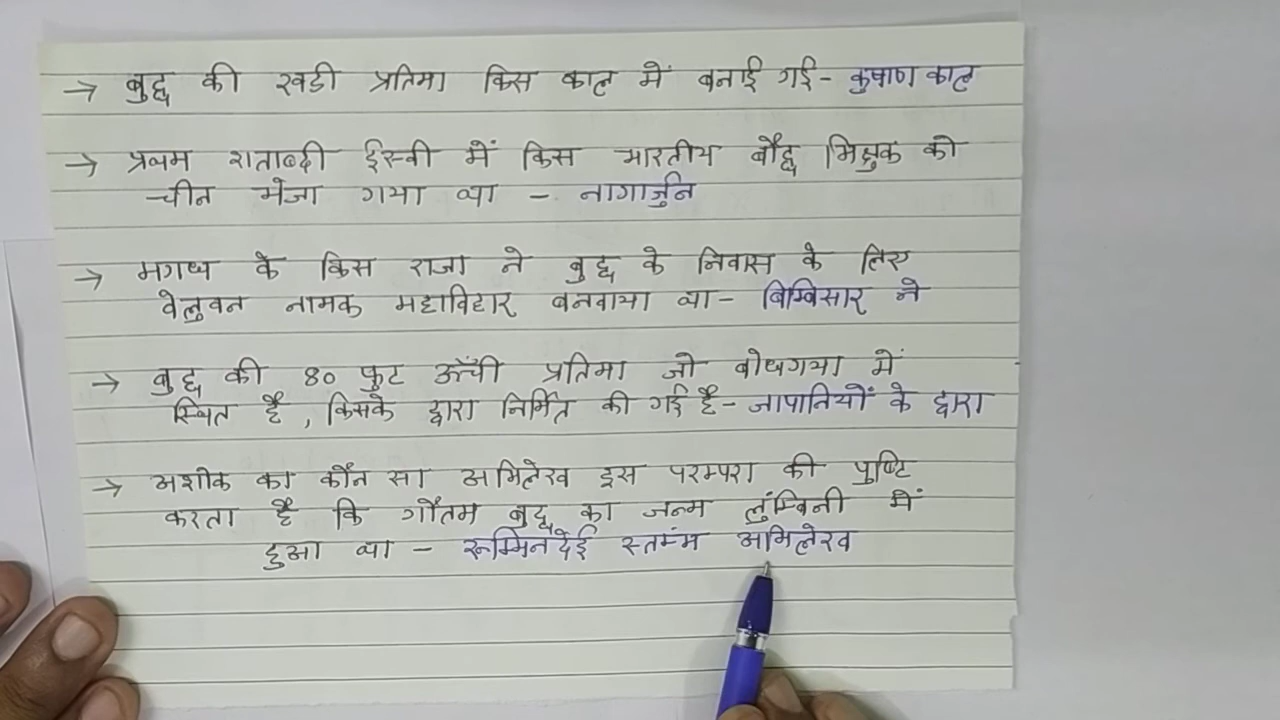 → बुद्ध की खडी प्रतिमा किस काल में बनाई गई - कुषाण काल
→ प्रथम शताब्दी ईस्वी में किस भारतीय बौद्ध भिक्षुक को
चीन भेजा गया था - नागार्जुन
→ मगध के किस राजा ने बुद्ध के निवास के लिए
वेलुवन नामक महाविहार बनवाया था - बिम्बिसार ने
→ बुद्ध की 80 फुट ऊँची प्रतिमा जो बोधगया में
स्थित है , किसके द्वारा निर्मित की गई है - जापानियों के द्वारा
→ अशोक का कौन सा अभिलेख इस परम्परा की पुष्टि
करता है कि गौतम बुद्ध का जन्म लुंम्बिनी में
हुआ था - रूम्मिनदेई स्तंम्भ अभिलेख